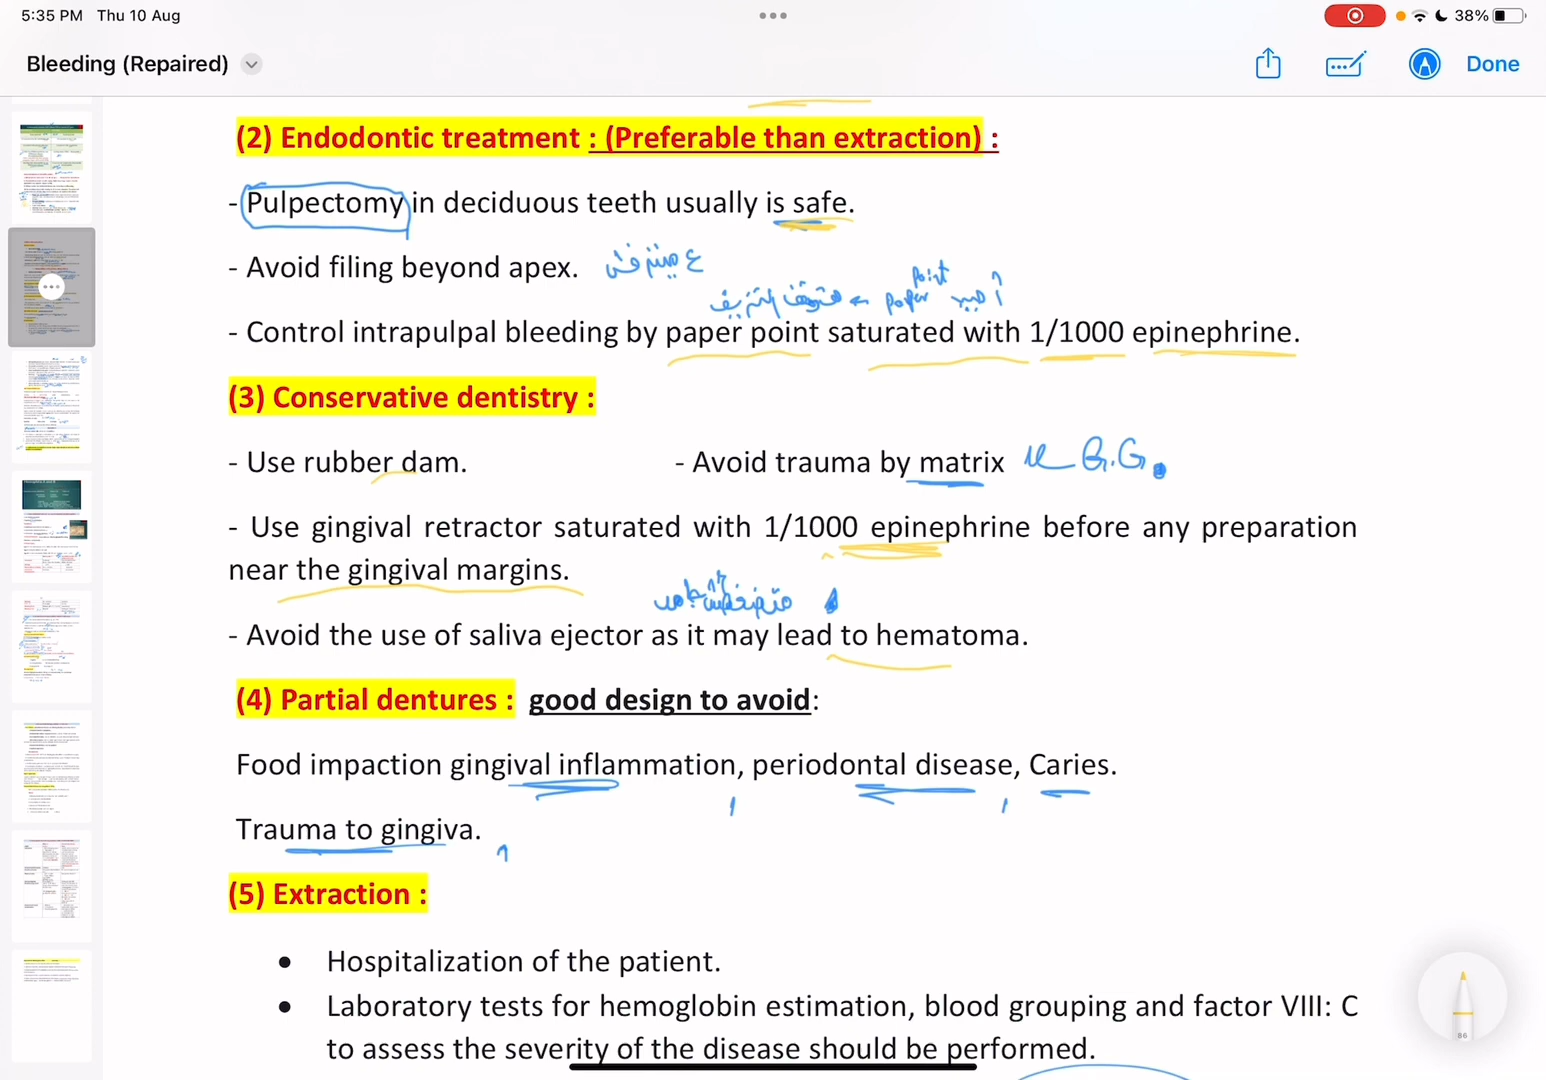 5:35 PM Thu 10 Aug
38%
Bleeding (Repaired)
Done
(2) Endodontic treatment : (Preferable than extraction) :
- Pulpectomy in deciduous teeth usually is safe.
- Avoid filing beyond apex.
point
paper
- Control intrapulpal bleeding by paper point saturated with 1/1000 epinephrine.
(3) Conservative dentistry :
- Use rubber dam. - Avoid trauma by matrix
- Use gingival retractor saturated with 1/1000 epinephrine before any preparation
near the gingival margins.
- Avoid the use of saliva ejector as it may lead to hematoma.
(4) Partial dentures : good design to avoid:
Food impaction gingival inflammation, periodontal disease, Caries.
Trauma to gingiva.
(5) Extraction :
• Hospitalization of the patient.
• Laboratory tests for hemoglobin estimation, blood grouping and factor VIII: C
to assess the severity of the disease should be performed.
86